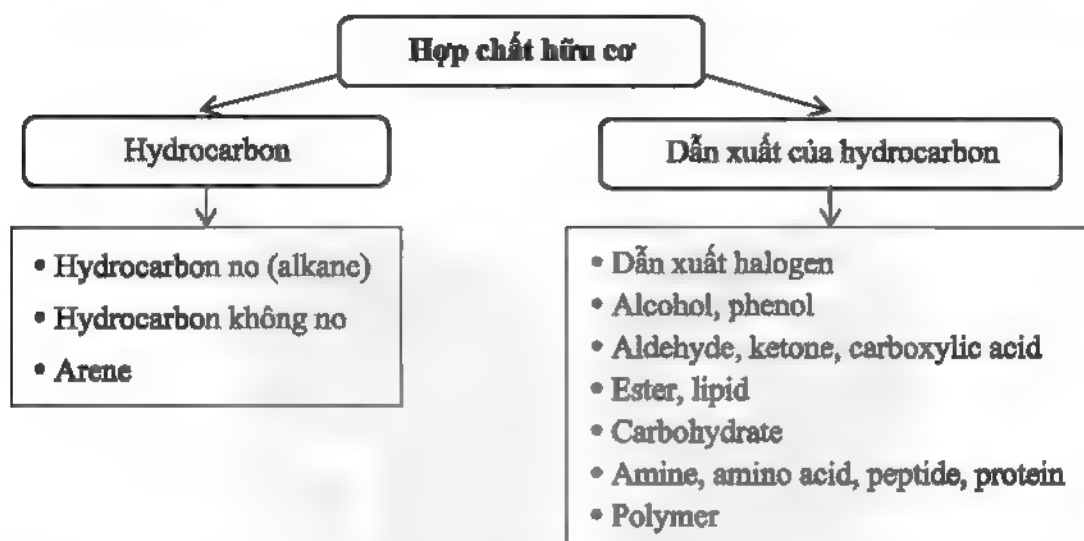 Hợp chất hữu cơ
Hydrocarbon
Dẫn xuất của hydrocarbon
• Hydrocarbon no (alkane)
• Hydrocarbon không no
• Arene
• Dẫn xuất halogen
• Alcohol, phenol
• Aldehyde, ketone, carboxylic acid
• Ester, lipid
• Carbohydrate
• Amine, amino acid, peptide, protein
• Polymer